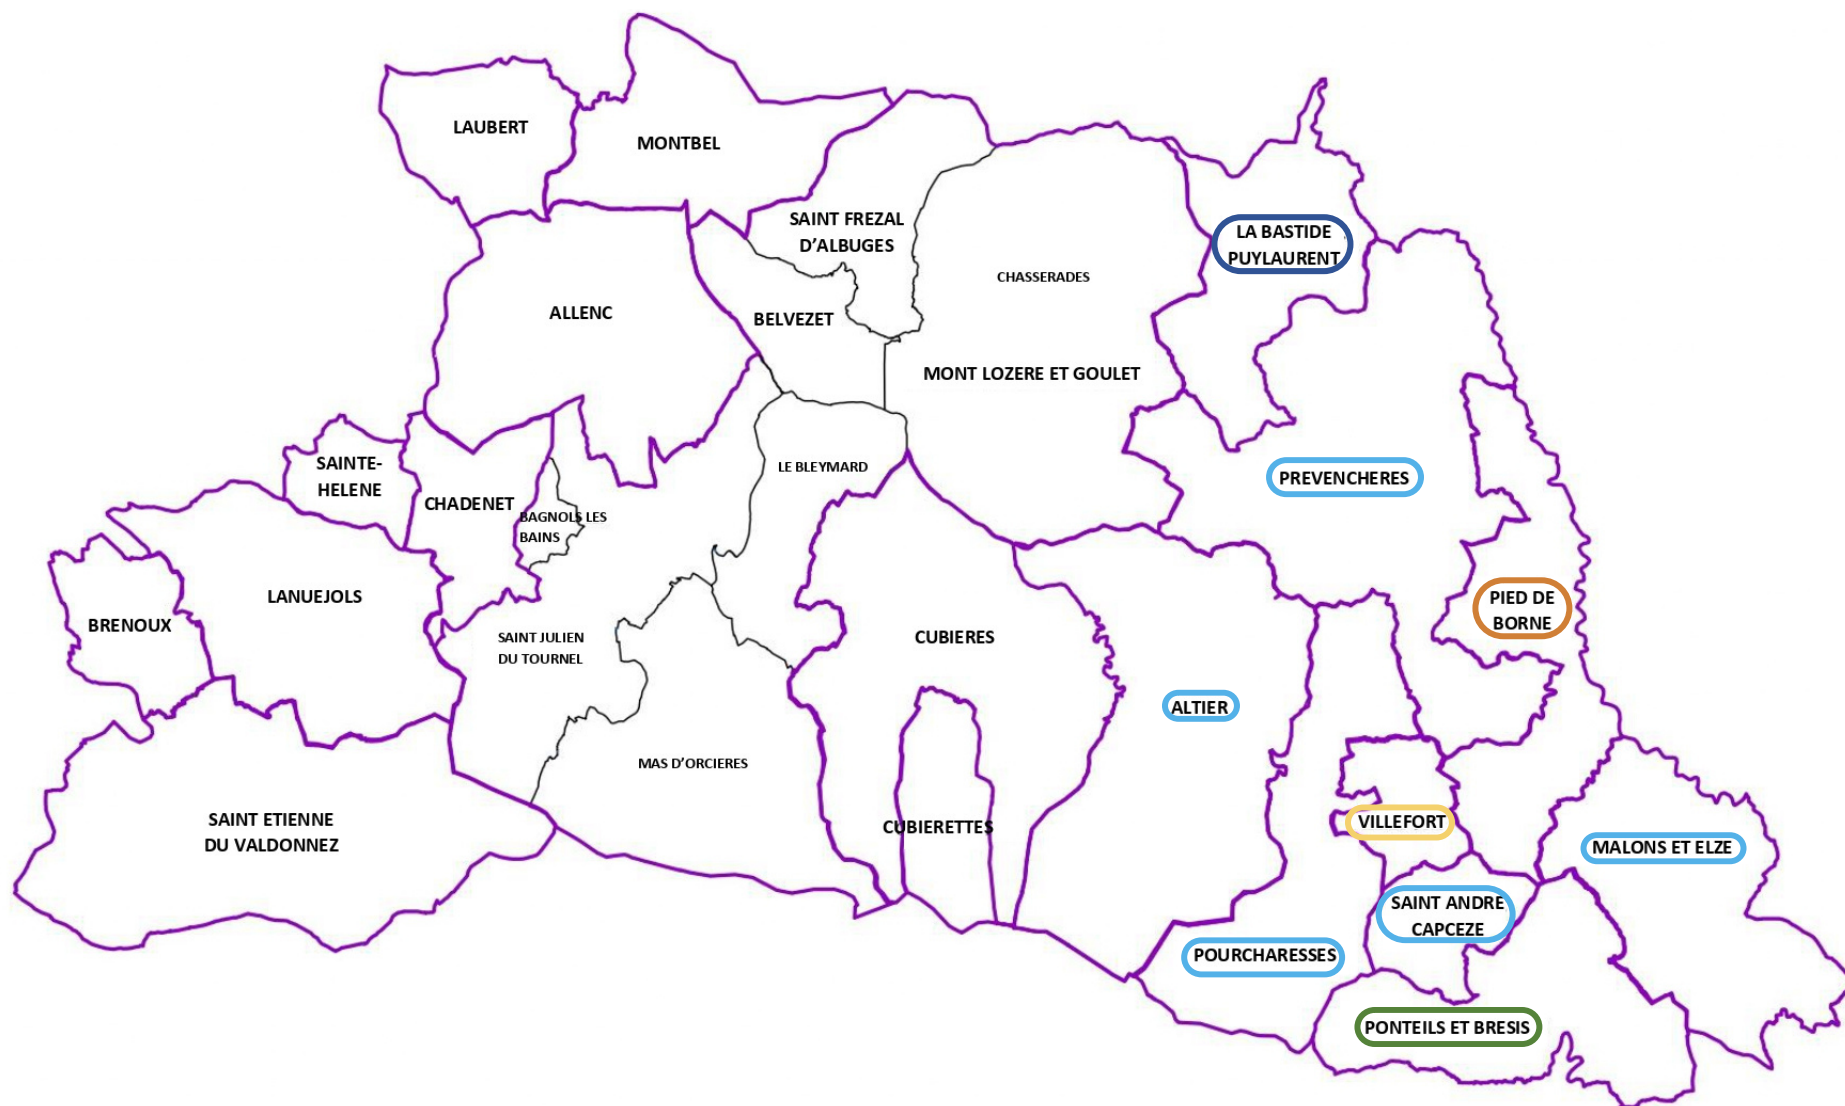 LAUBERT
MONTBEL
SAINT FREZAL
D'ALBUGES
LA BASTIDE
PUYLAURENT
CHASSERADES
ALLENC
BELVEZET
MONT LOZERE ET GOULET
SAINTE-
HELENE
LE BLEYMARD
PREVENCHERES
CHADENET
BAGNOLS LES
BAINS
LANUEJOLS
PIED DE
BORNE
BRENOUX
SAINT JULIEN
DU TOURNEL
CUBIERES
ALTIER
MAS D'ORCIERES
SAINT ETIENNE
DU VALDONNEZ
CUBIERETTES
VILLEFORT
MALONS ET ELZE
SAINT ANDRE
CAPCEZE
POURCHARESSES
PONTEILS ET BRESIS